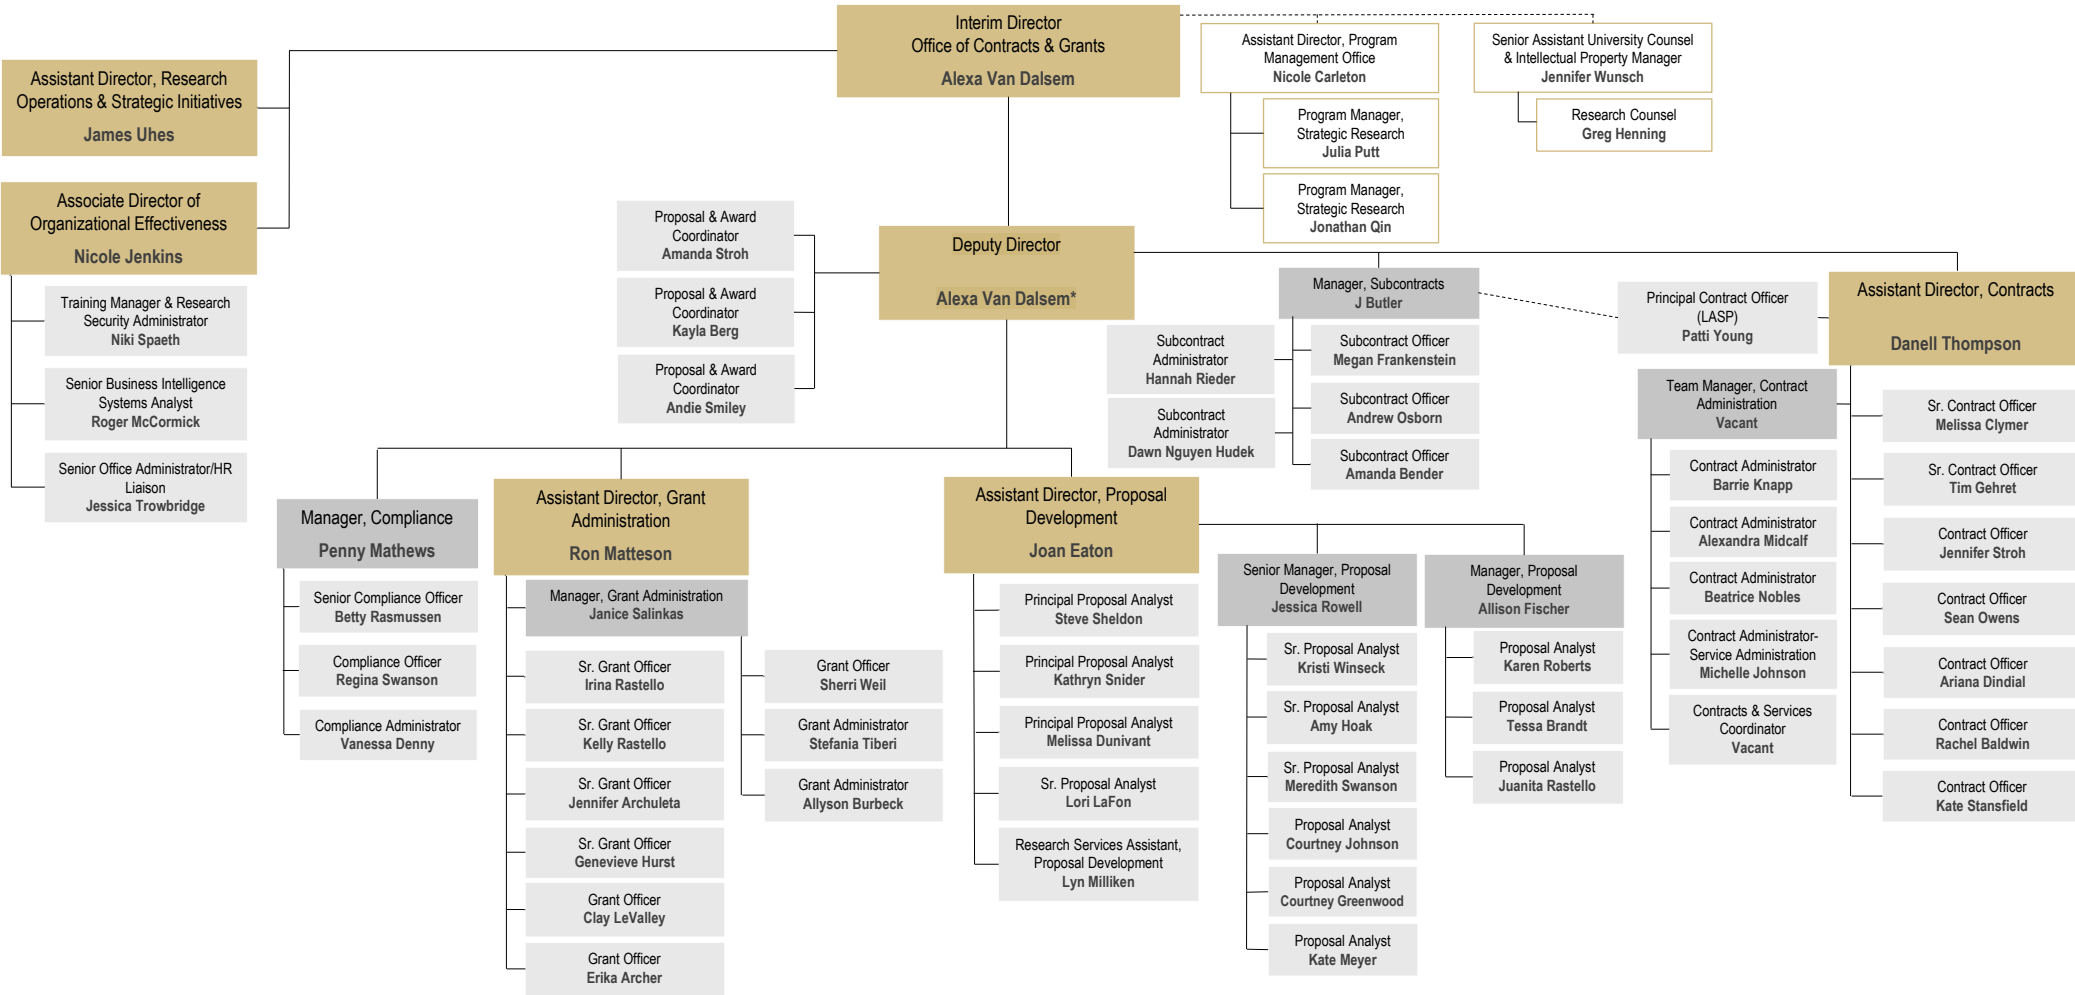 Interim Director
Office of Contracts & Grants
Alexa Van Dalsem
Assistant Director, Program
Management Office
Nicole Carleton
Senior Assistant University Counsel
& Intellectual Property Manager
Jennifer Wunsch
Program Manager,
Strategic Research
Julia Putt
Research Counsel
Greg Henning
Program Manager,
Strategic Research
Jonathan Qin
Assistant Director, Research
Operations & Strategic Initiatives
James Uhes
Associate Director of
Organizational Effectiveness
Nicole Jenkins
Training Manager & Research
Security Administrator
Niki Spaeth
Senior Business Intelligence
Systems Analyst
Roger McCormick
Senior Office Administrator/HR
Liaison
Jessica Trowbridge
Proposal & Award
Coordinator
Amanda Stroh
Proposal & Award
Coordinator
Kayla Berg
Proposal & Award
Coordinator
Andie Smiley
Deputy Director
Alexa Van Dalsem*
Manager, Subcontracts
J Butler
Subcontract
Administrator
Hannah Rieder
Subcontract
Administrator
Dawn Nguyen Hudek
Subcontract Officer
Megan Frankenstein
Subcontract Officer
Andrew Osborn
Subcontract Officer
Amanda Bender
Principal Contract Officer
(LASP)
Patti Young
Assistant Director, Contracts
Danell Thompson
Team Manager, Contract
Administration
Vacant
Contract Administrator
Barrie Knapp
Contract Administrator
Alexandra Midcalf
Contract Administrator
Beatrice Nobles
Contract Administrator-
Service Administration
Michelle Johnson
Contracts & Services
Coordinator
Vacant
Sr. Contract Officer
Melissa Clymer
Sr. Contract Officer
Tim Gehret
Contract Officer
Jennifer Stroh
Contract Officer
Sean Owens
Contract Officer
Ariana Dindial
Contract Officer
Rachel Baldwin
Contract Officer
Kate Stansfield
Manager, Compliance
Penny Mathews
Senior Compliance Officer
Betty Rasmussen
Compliance Officer
Regina Swanson
Compliance Administrator
Vanessa Denny
Assistant Director, Grant
Administration
Ron Matteson
Manager, Grant Administration
Janice Salinkas
Sr. Grant Officer
Irina Rastello
Sr. Grant Officer
Kelly Rastello
Sr. Grant Officer
Jennifer Archuleta
Sr. Grant Officer
Genevieve Hurst
Grant Officer
Clay LeValley
Grant Officer
Erika Archer
Grant Officer
Sherri Weil
Grant Administrator
Stefania Tiberi
Grant Administrator
Allyson Burbeck
Assistant Director, Proposal
Development
Joan Eaton
Principal Proposal Analyst
Steve Sheldon
Principal Proposal Analyst
Kathryn Snider
Principal Proposal Analyst
Melissa Dunivant
Sr. Proposal Analyst
Lori LaFon
Research Services Assistant,
Proposal Development
Lyn Milliken
Senior Manager, Proposal
Development
Jessica Rowell
Sr. Proposal Analyst
Kristi Winseck
Sr. Proposal Analyst
Amy Hoak
Sr. Proposal Analyst
Meredith Swanson
Proposal Analyst
Courtney Johnson
Proposal Analyst
Courtney Greenwood
Proposal Analyst
Kate Meyer
Manager, Proposal
Development
Allison Fischer
Proposal Analyst
Karen Roberts
Proposal Analyst
Tessa Brandt
Proposal Analyst
Juanita Rastello